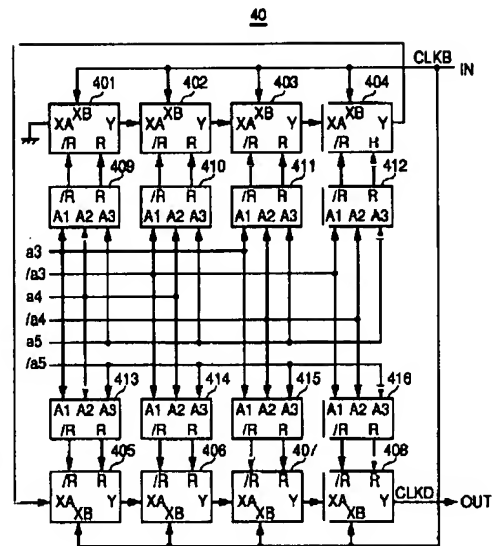 40
CLKB
IN
401 402 403 404
XA XB Y XA XB Y XA XB Y XA XB Y
/R R /R R /R R /R R
409 410 411 412
/R R /R R /R R /R R
A1 A2 A3 A1 A2 A3 A1 A2 A3 A1 A2 A3
a3
/a3
a4
/a4
a5
/a5
413 414 415 416
A1 A2 A3 A1 A2 A3 A1 A2 A3 A1 A2 A3
/R R /R R /R R /R R
405 406 407 408
/R R /R R /R R /R R
XA XB Y XA XB Y XA XB Y XA XB Y
CLKD
OUT